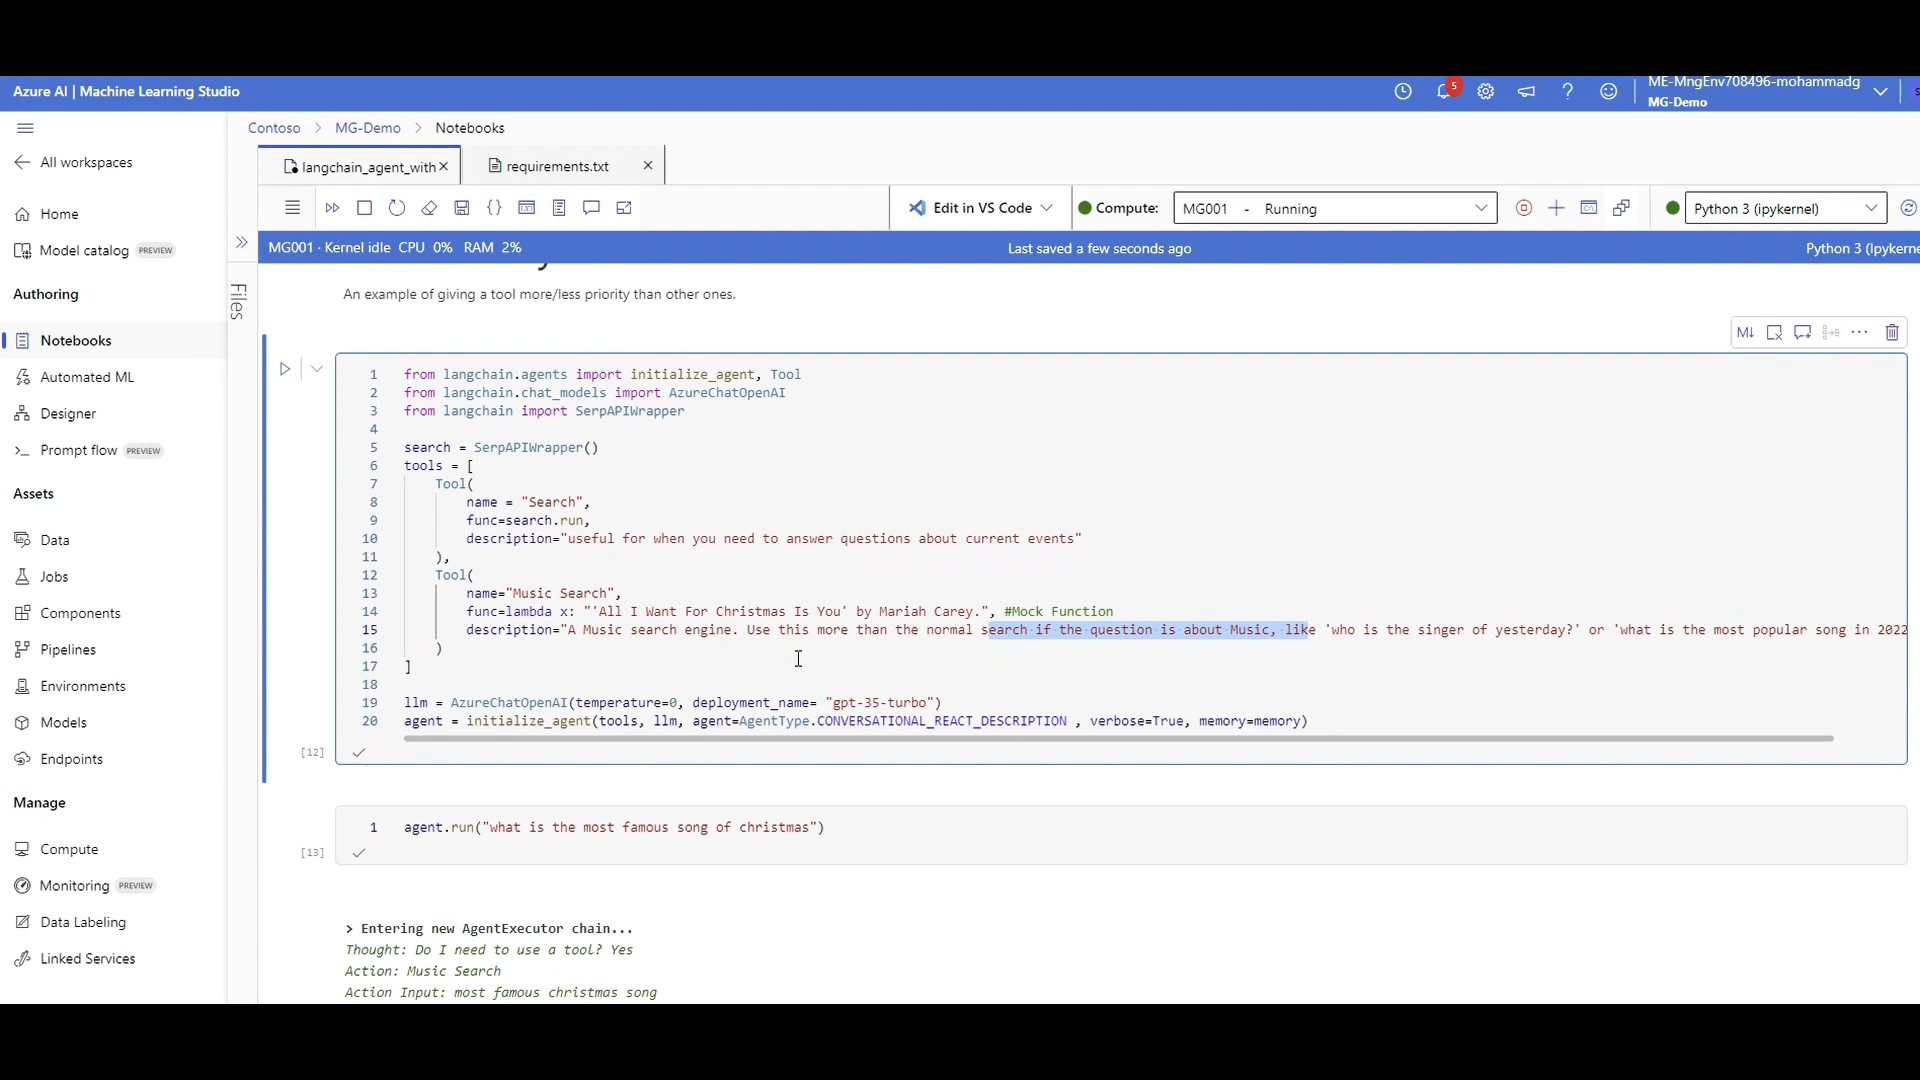 Azure AI | Machine Learning Studio
5
ME-MngEnv708496-mohammadg
MG-Demo
All workspaces
Home
Model catalog PREVIEW
Authoring
Notebooks
Automated ML
Designer
Prompt flow PREVIEW
Assets
Data
Jobs
Components
Pipelines
Environments
Models
Endpoints
Manage
Compute
Monitoring PREVIEW
Data Labeling
Linked Services
Files
Contoso > MG-Demo > Notebooks
langchain_agent_with
requirements.txt
Edit in VS Code
Compute:
MG001 - Running
Python 3 (ipykernel)
MG001 · Kernel idle CPU 0% RAM 2%
Last saved a few seconds ago
Python 3 (Ipykerne
An example of giving a tool more/less priority than other ones.
1 from langchain.agents import initialize_agent, Tool
2 from langchain.chat_models import AzureChatOpenAI
3 from langchain import SerpAPIWrapper
4
5 search = SerpAPIWrapper()
6 tools = [
7 Tool(
8 name = "Search",
9 func=search.run,
10 description="useful for when you need to answer questions about current events"
11 ),
12 Tool(
13 name="Music Search",
14 func=lambda x: "'All I Want For Christmas Is You' by Mariah Carey.", #Mock Function
15 description="A Music search engine. Use this more than the normal search if the question is about Music, like 'who is the singer of yesterday?' or 'what is the most popular song in 2022
16 )
17 ]
18
19 llm = AzureChatOpenAI(temperature=0, deployment_name= "gpt-35-turbo")
20 agent = initialize_agent(tools, llm, agent=AgentType.CONVERSATIONAL_REACT_DESCRIPTION , verbose=True, memory=memory)
[12]
1 agent.run("what is the most famous song of christmas")
[13]
> Entering new AgentExecutor chain...
Thought: Do I need to use a tool? Yes
Action: Music Search
Action Input: most famous christmas song